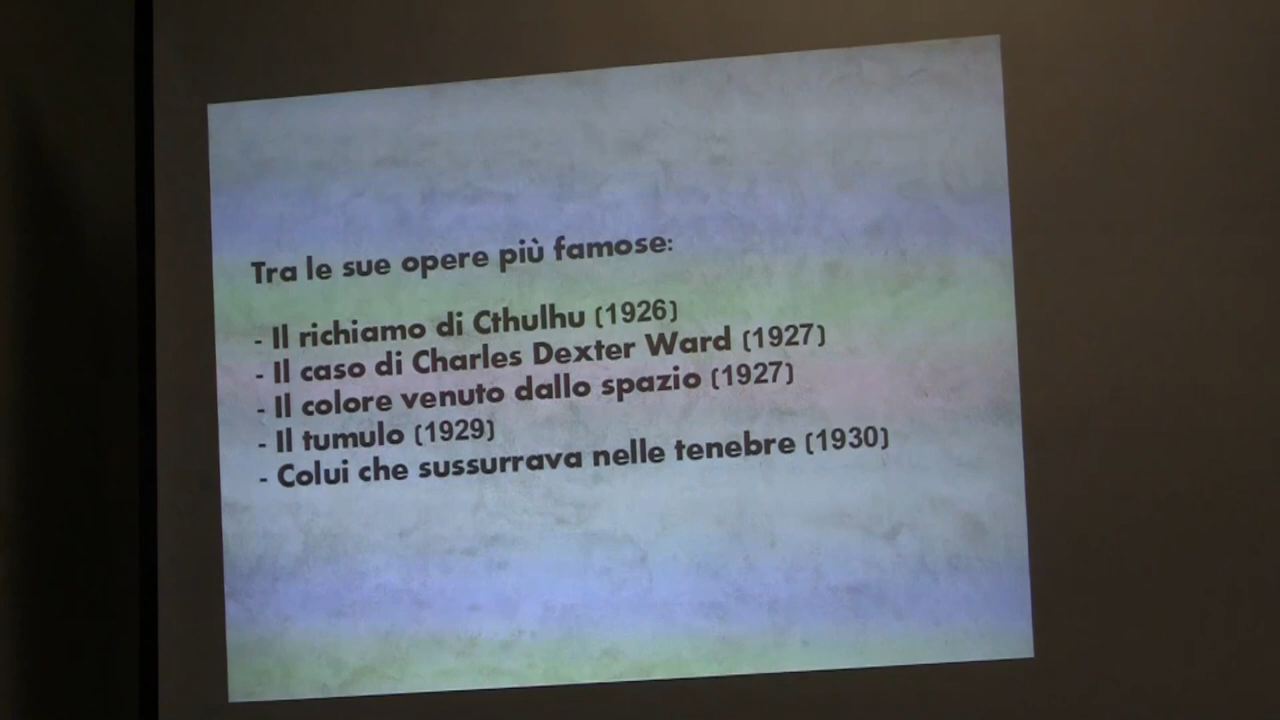 Tra le sue opere più famose:
- Il richiamo di Cthulhu (1926)
- Il caso di Charles Dexter Ward (1927)
- Il colore venuto dallo spazio (1927)
- Il tumulo (1929)
- Colui che sussurrava nelle tenebre (1930)